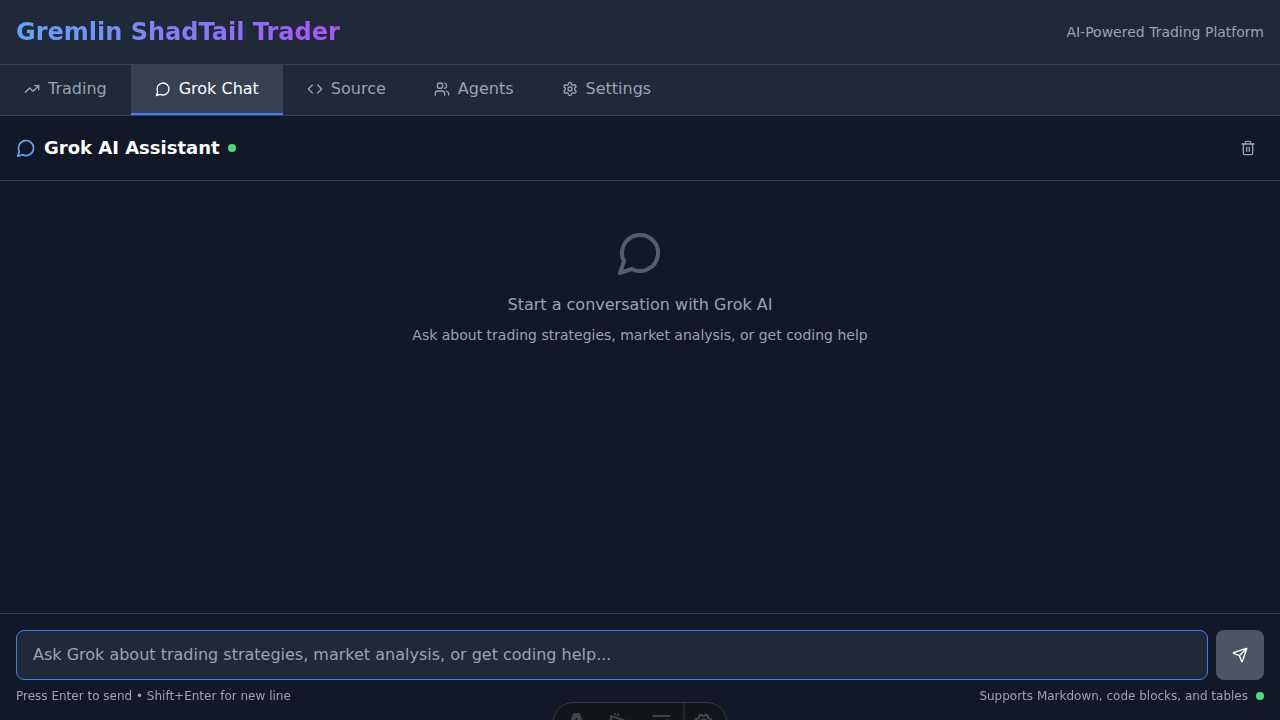 Gremlin ShadTail Trader
AI-Powered Trading Platform
Trading
Grok Chat
Source
Agents
Settings
Grok AI Assistant
Start a conversation with Grok AI
Ask about trading strategies, market analysis, or get coding help
Ask Grok about trading strategies, market analysis, or get coding help...
Press Enter to send • Shift+Enter for new line
Supports Markdown, code blocks, and tables